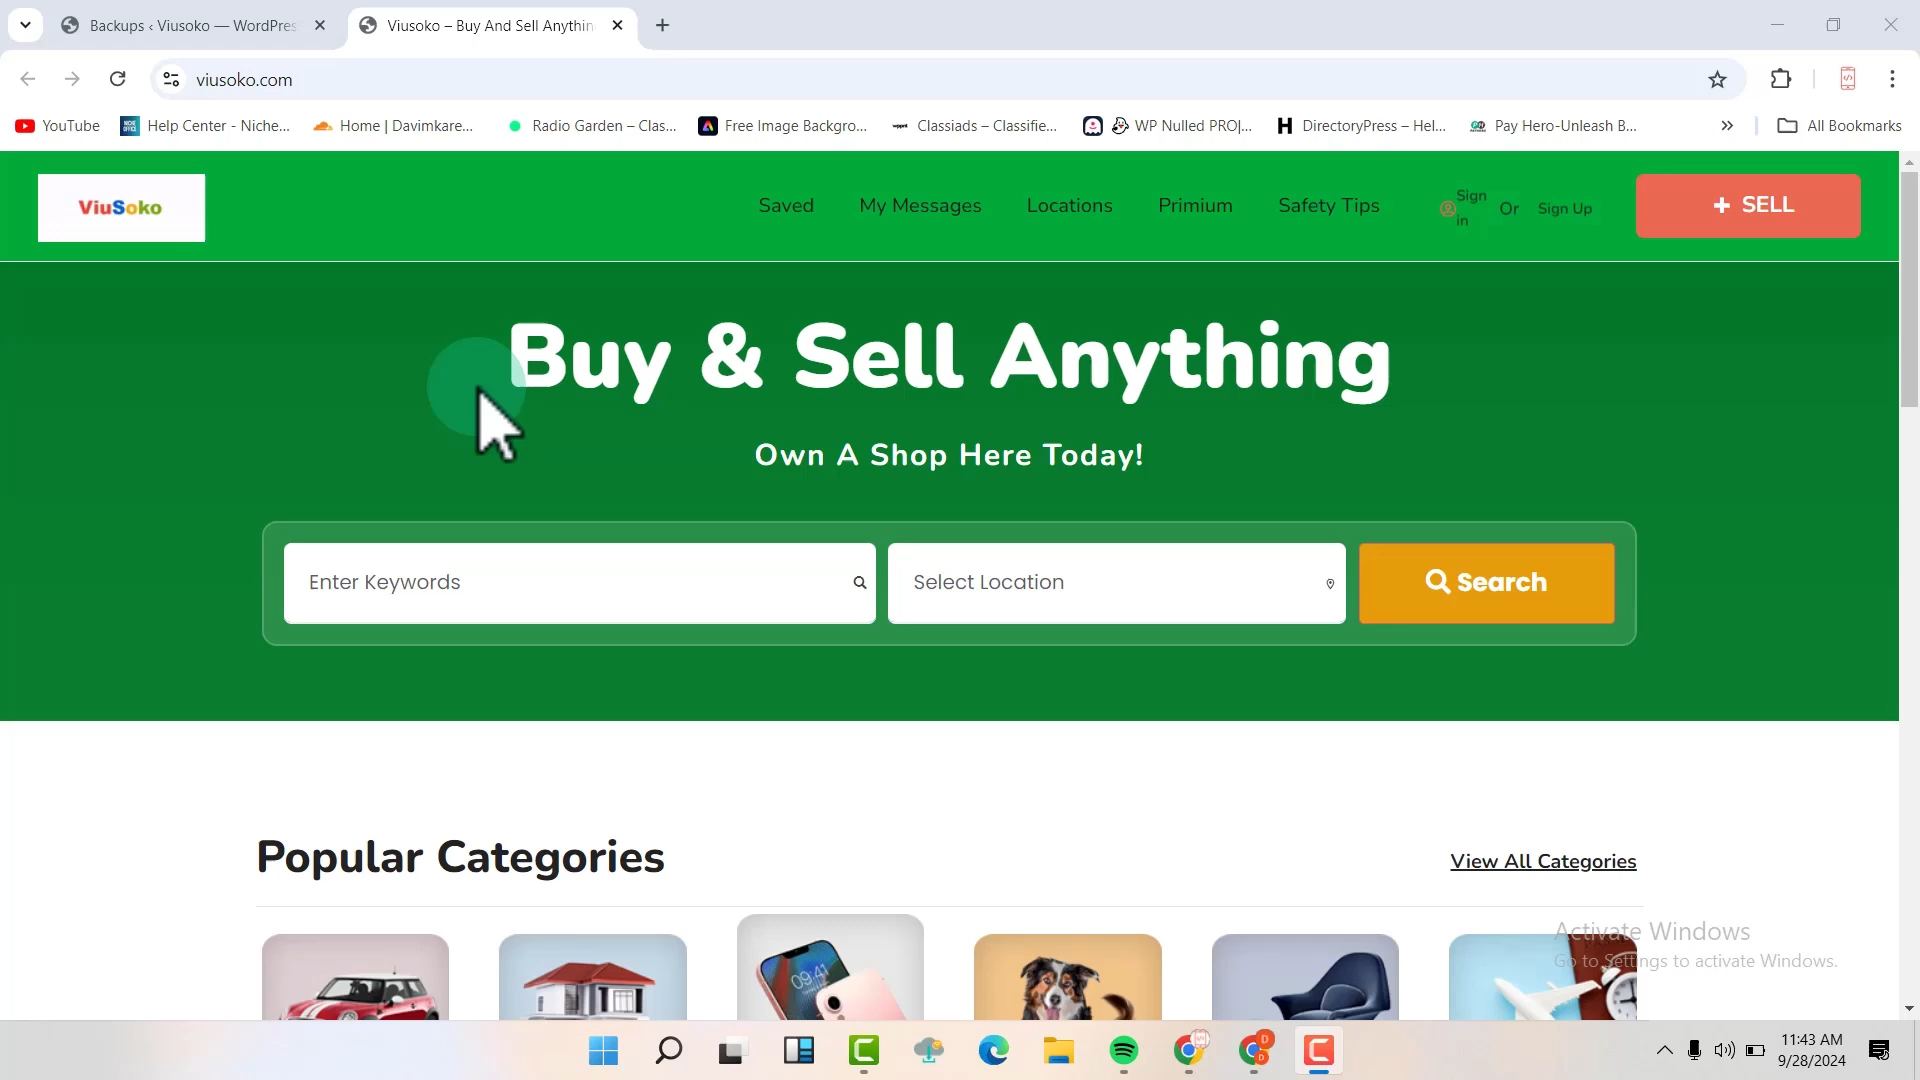 Backups ‹ Viusoko — WordPres
Viusoko – Buy And Sell Anythin
viusoko.com
YouTube
Help Center - Niche...
Home | Davimkare...
Radio Garden – Clas...
Free Image Backgro...
Classiads – Classifie...
WP Nulled PRO|...
DirectoryPress – Hel...
Pay Hero-Unleash B...
All Bookmarks
ViuSoko
Saved
My Messages
Locations
Primium
Safety Tips
Sign in
Or
Sign Up
+ SELL
Buy & Sell Anything
Own A Shop Here Today!
Enter Keywords
Select Location
Search
Popular Categories
View All Categories
09:41
Activate Windows
Go to Settings to activate Windows.
11:43 AM
9/28/2024